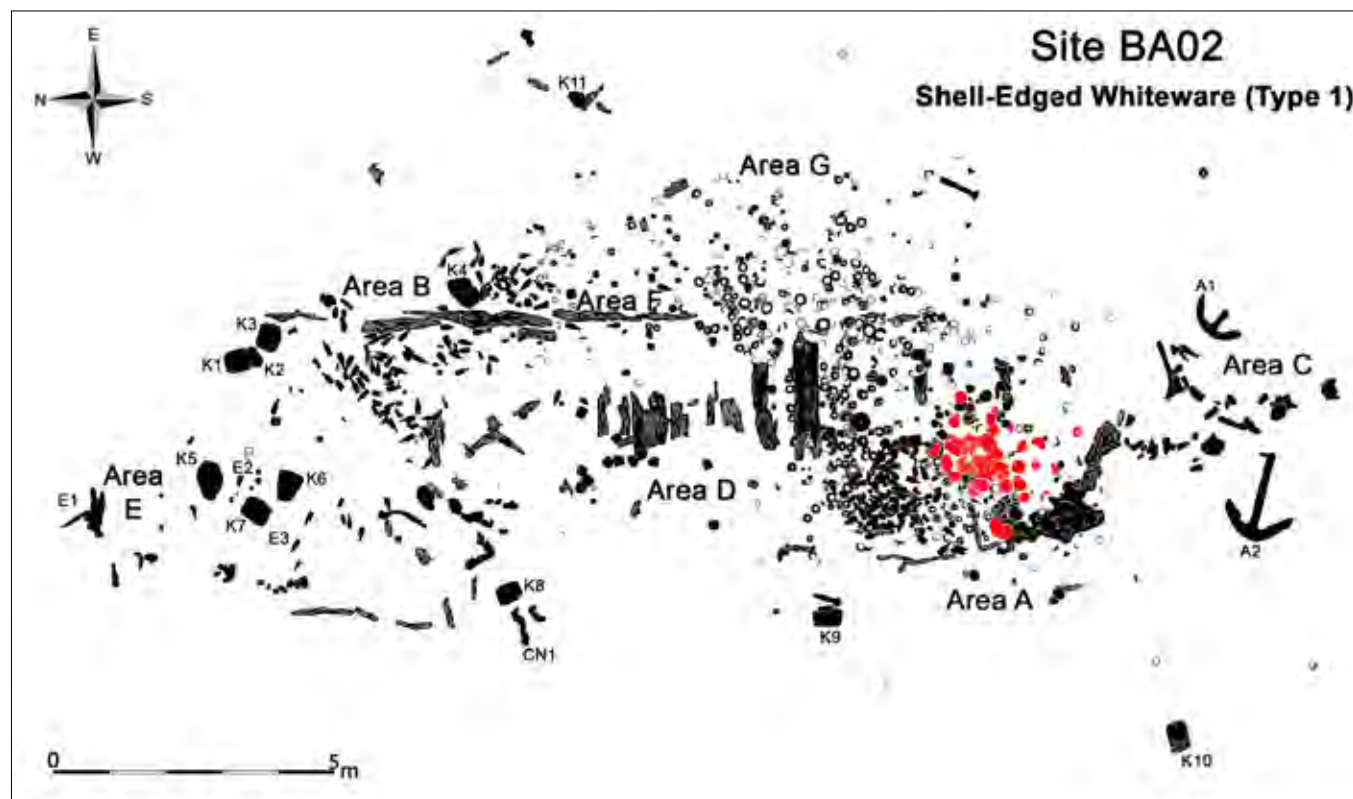 Site BA02
Shell-Edged Whiteware (Type 1)
E
N S
W
K11
Area G
K4
Area B
Area F
A1
K3
K1
K2
Area C
K5
E2
K6
Area
E
E1
K7
E3
Area D
A2
K8
Area A
K9
CN1
K10
0 5m